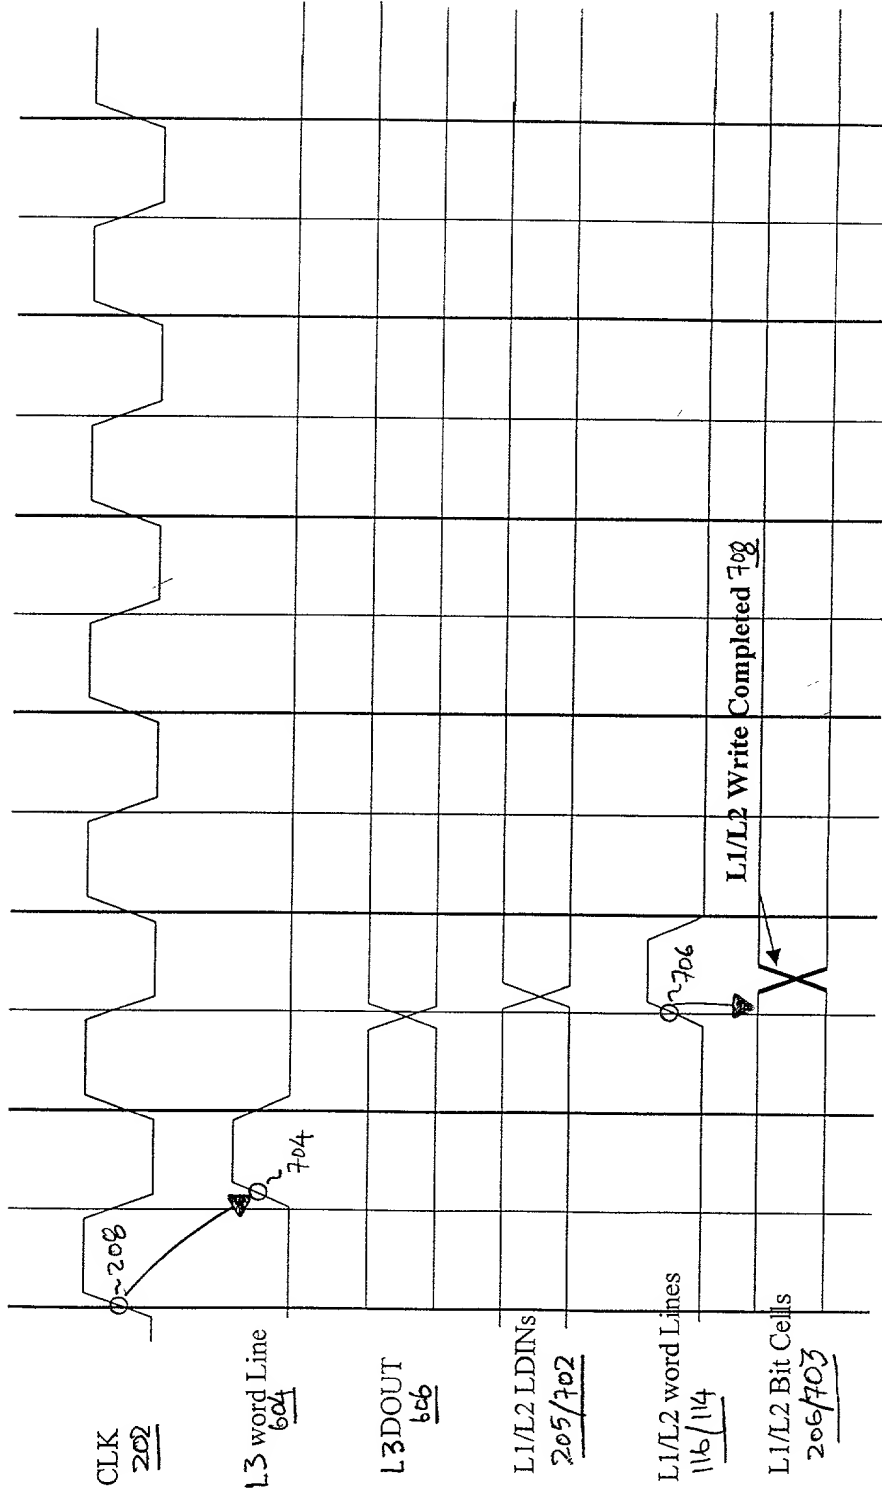 CLK
202
~208
L3 word Line
604
~704
L3DOUT
606
L1/L2 LDINs
205/702
L1/L2 word Lines
116/114
~706
L1/L2 Bit Cells
206/703
L1/L2 Write Completed 708